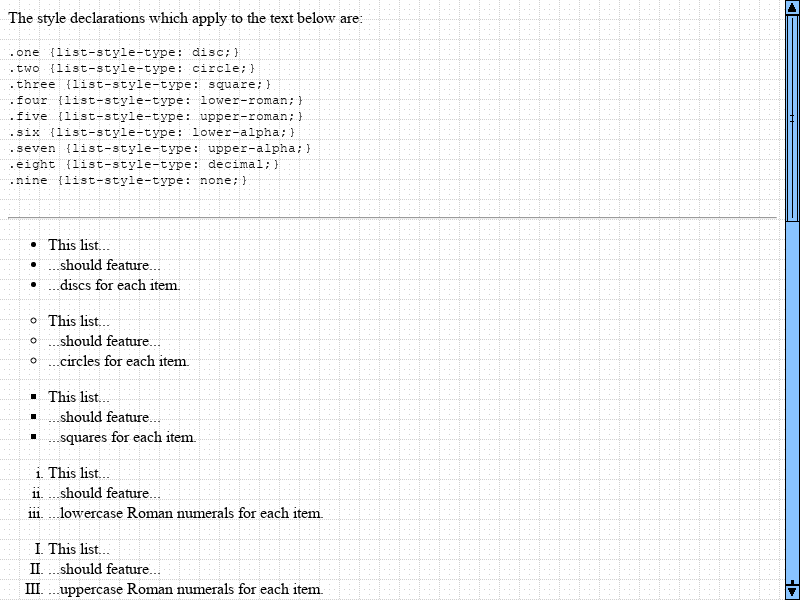 The style declarations which apply to the text below are:
.one {list-style-type: disc;}
.two {list-style-type: circle;}
.three {list-style-type: square;}
.four {list-style-type: lower-roman;}
.five {list-style-type: upper-roman;}
.six {list-style-type: lower-alpha;}
.seven {list-style-type: upper-alpha;}
.eight {list-style-type: decimal;}
.nine {list-style-type: none;}
• This list...
• ...should feature...
• ...discs for each item.
◦ This list...
◦ ...should feature...
◦ ...circles for each item.
▪ This list...
▪ ...should feature...
▪ ...squares for each item.
i. This list...
ii. ...should feature...
iii. ...lowercase Roman numerals for each item.
I. This list...
II. ...should feature...
III. ...uppercase Roman numerals for each item.